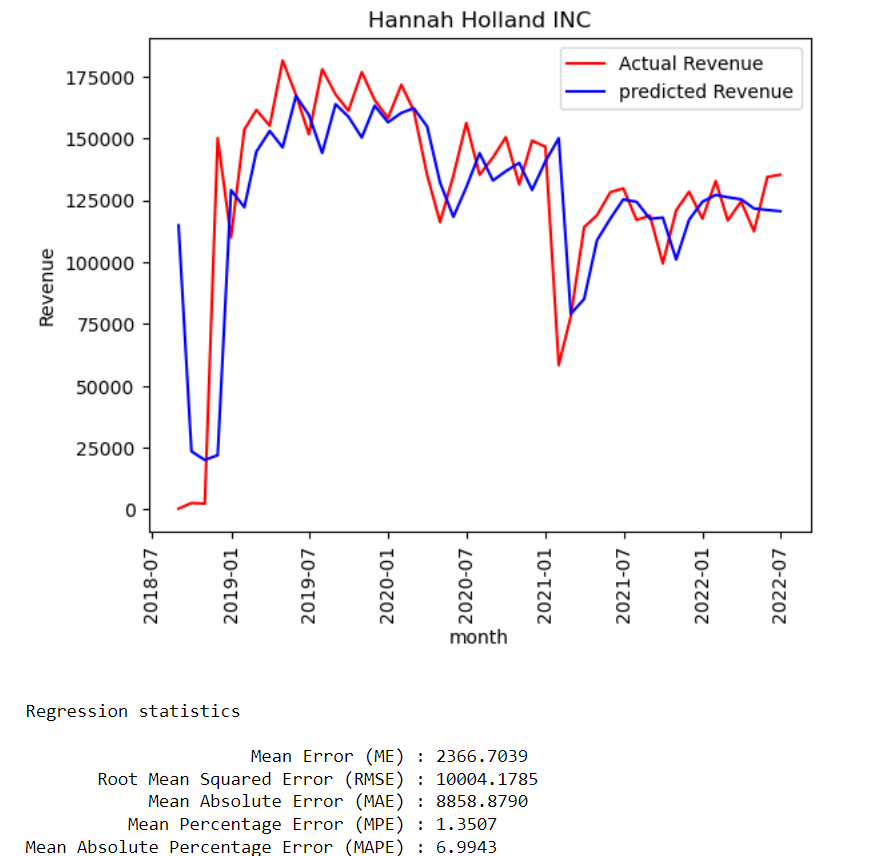 Hannah Holland INC
Actual Revenue
predicted Revenue
175000
150000
125000
100000
75000
50000
25000
0
Revenue
2018-07
2019-01
2019-07
2020-01
2020-07
2021-01
2021-07
2022-01
2022-07
month
Regression statistics
Mean Error (ME) : 2366.7039
Root Mean Squared Error (RMSE) : 10004.1785
Mean Absolute Error (MAE) : 8858.8790
Mean Percentage Error (MPE) : 1.3507
Mean Absolute Percentage Error (MAPE) : 6.9943